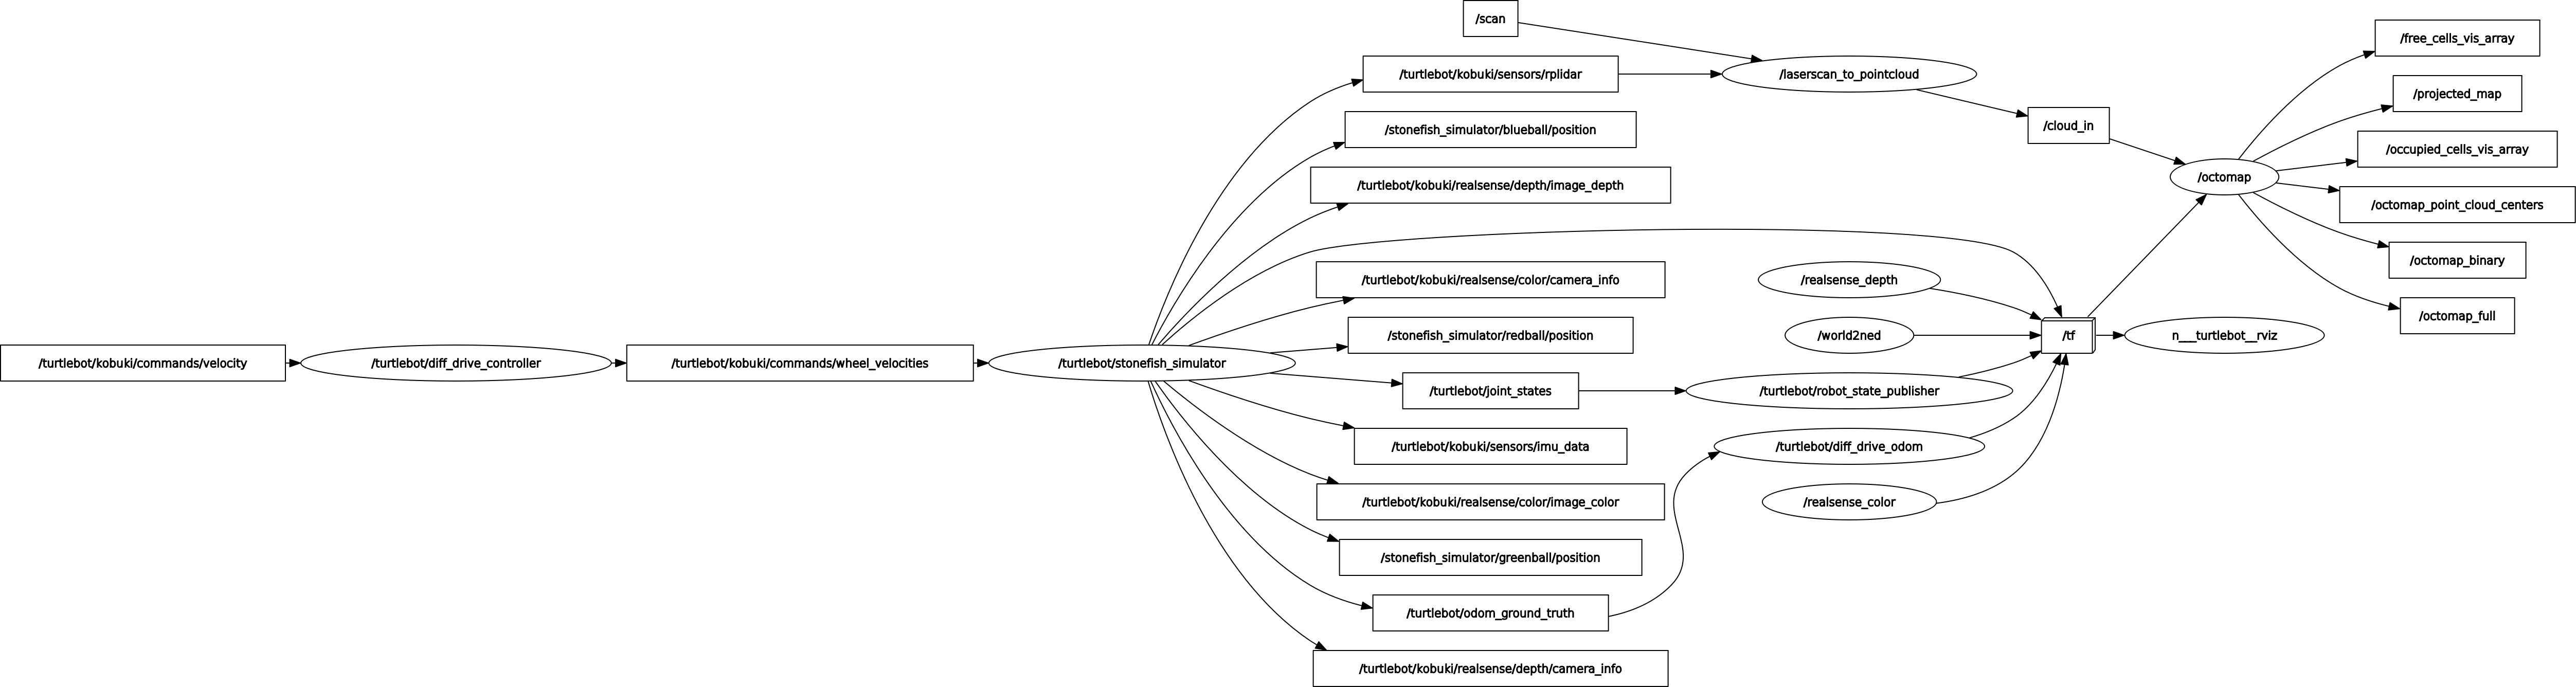 /scan
/free_cells_vis_array
/turtlebot/kobuki/sensors/rplidar
/laserscan_to_pointcloud
/projected_map
/stonefish_simulator/blueball/position
/cloud_in
/occupied_cells_vis_array
/turtlebot/kobuki/realsense/depth/image_depth
/octomap
/octomap_point_cloud_centers
/turtlebot/kobuki/realsense/color/camera_info
/realsense_depth
/octomap_binary
/stonefish_simulator/redball/position
/world2ned
/tf
n___turtlebot__rviz
/octomap_full
/turtlebot/kobuki/commands/velocity
/turtlebot/diff_drive_controller
/turtlebot/kobuki/commands/wheel_velocities
/turtlebot/stonefish_simulator
/turtlebot/joint_states
/turtlebot/robot_state_publisher
/turtlebot/kobuki/sensors/imu_data
/turtlebot/diff_drive_odom
/turtlebot/kobuki/realsense/color/image_color
/realsense_color
/stonefish_simulator/greenball/position
/turtlebot/odom_ground_truth
/turtlebot/kobuki/realsense/depth/camera_info